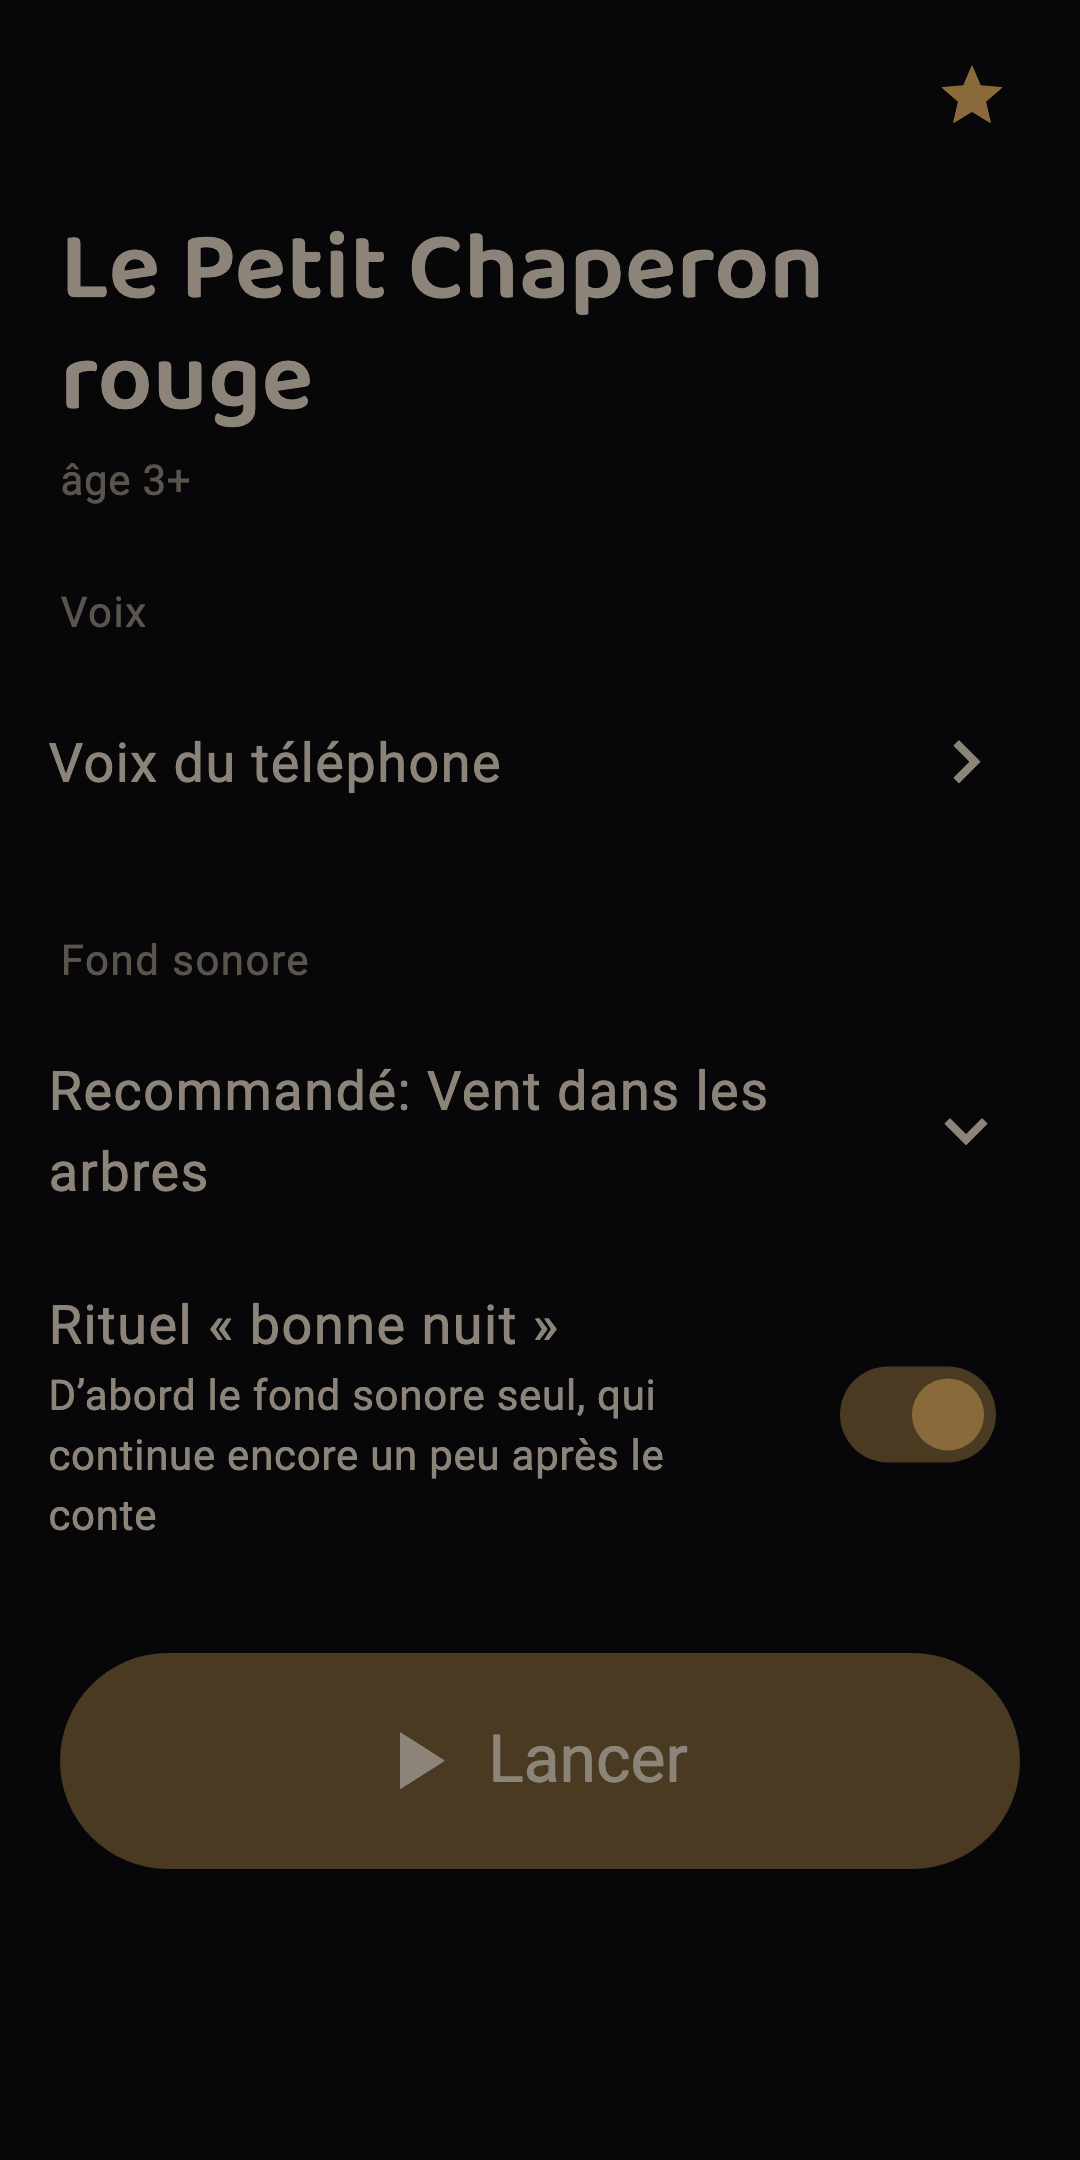 Le Petit Chaperon
rouge
âge 3+
Voix
Voix du téléphone
Fond sonore
Recommandé: Vent dans les
arbres
Rituel « bonne nuit »
D’abord le fond sonore seul, qui
continue encore un peu après le
conte
Lancer